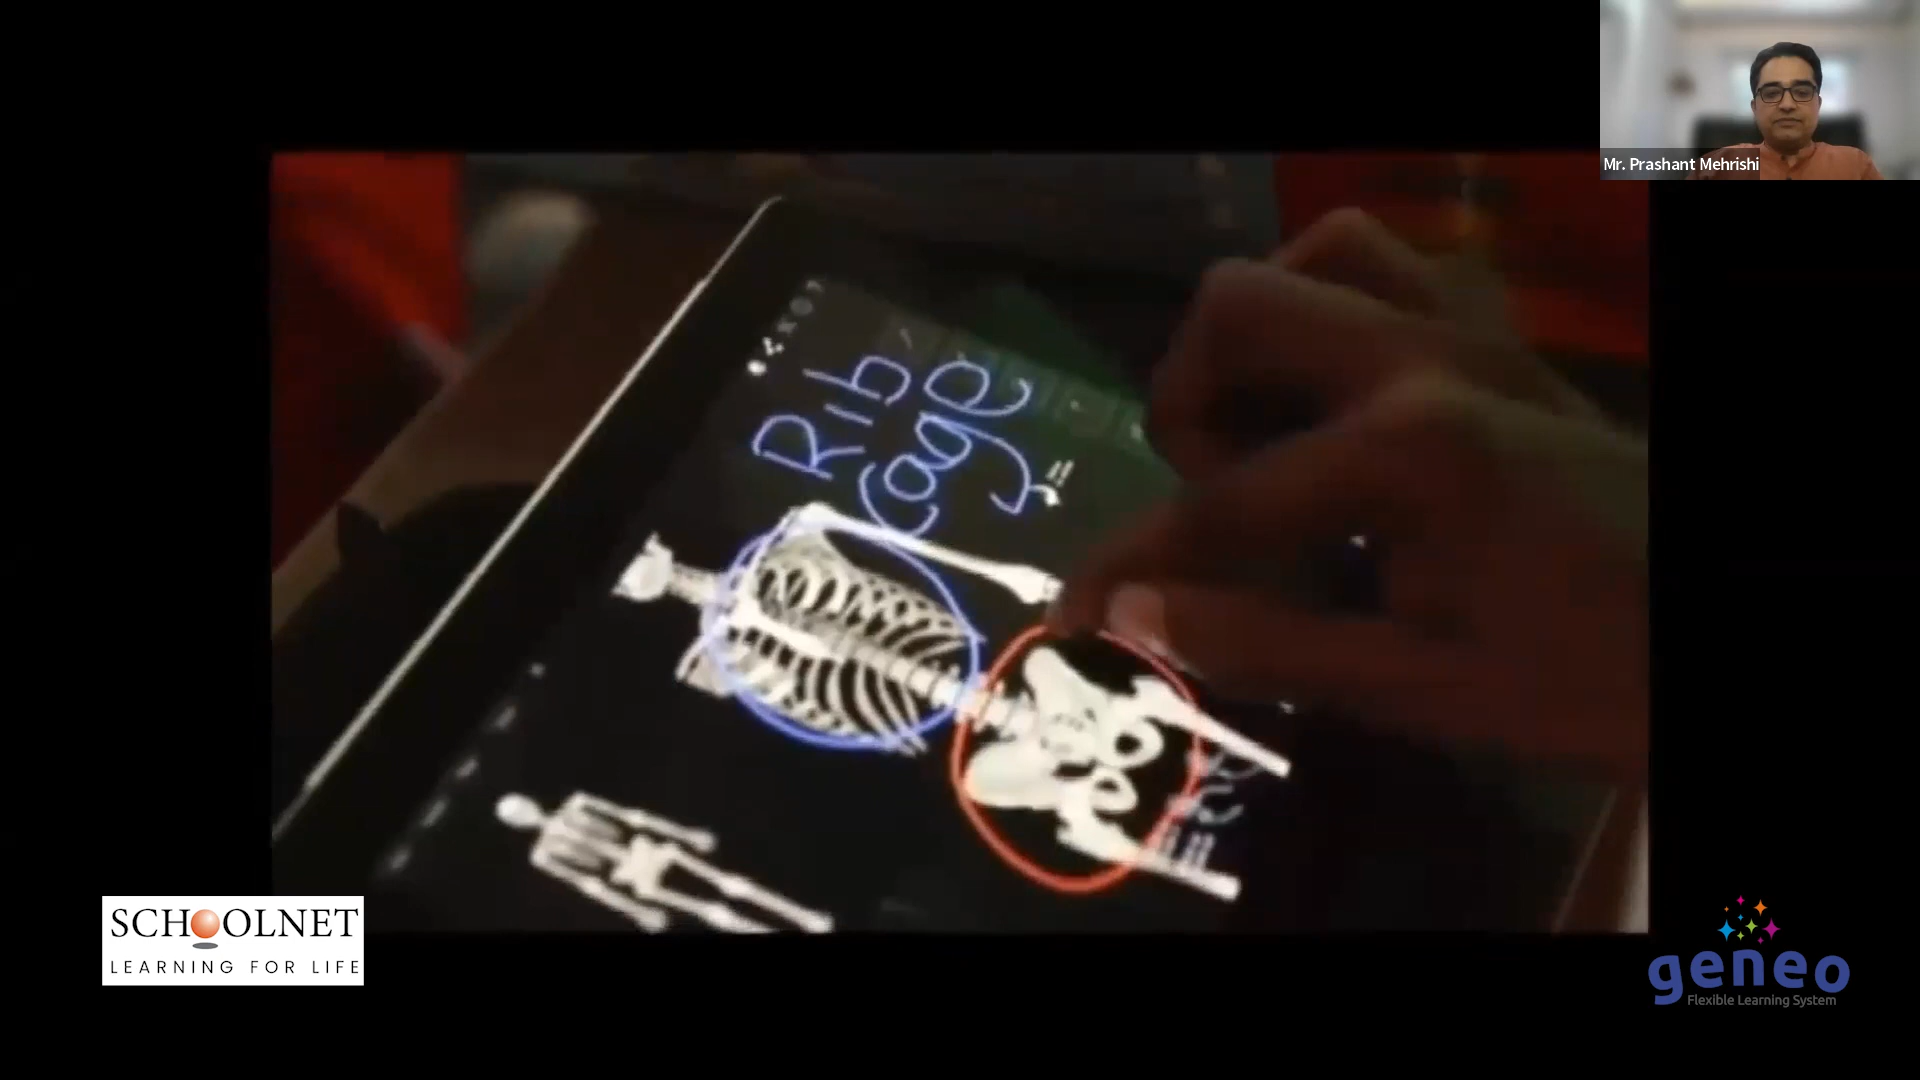 Mr. Prashant Mehrishi
Rib
cage
SCHOOLNET
LEARNING FOR LIFE
geneo
Flexible Learning System